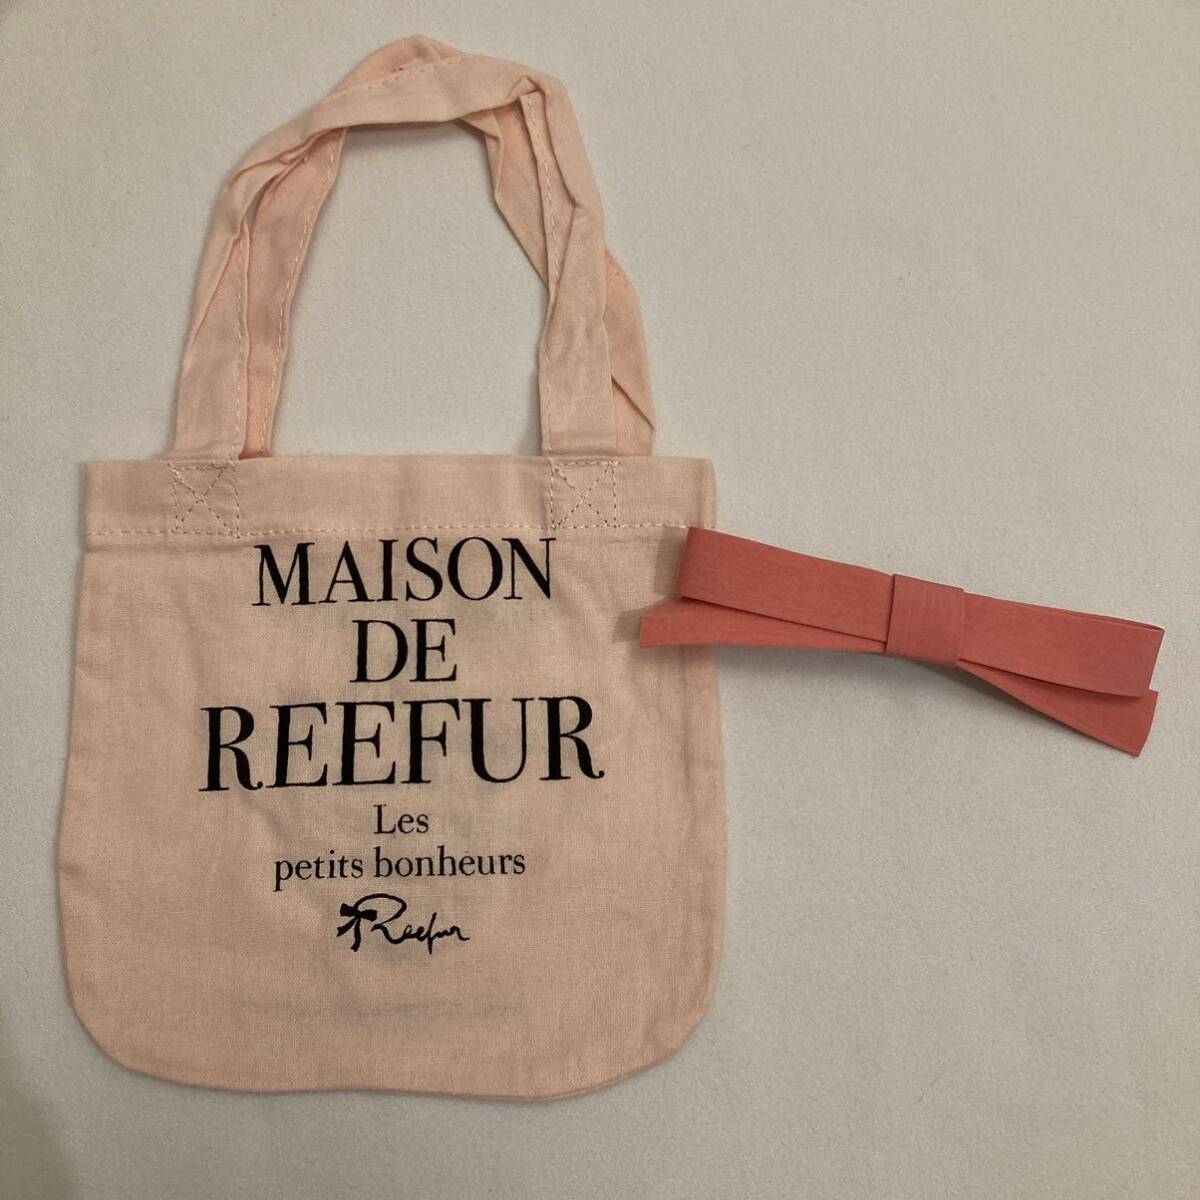 MAISON
DE
REEFUR
Les
petits bonheurs
Reefur